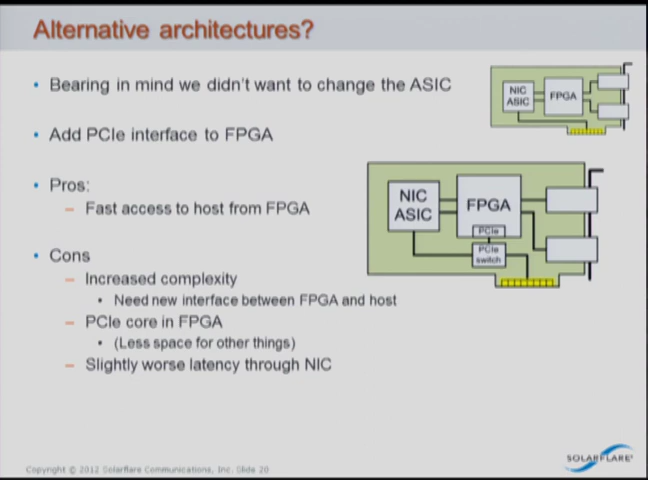 Alternative architectures?
• Bearing in mind we didn't want to change the ASIC
• Add PCIe interface to FPGA
• Pros:
– Fast access to host from FPGA
• Cons
– Increased complexity
• Need new interface between FPGA and host
– PCIe core in FPGA
• (Less space for other things)
– Slightly worse latency through NIC
NIC
ASIC
FPGA
NIC
ASIC
FPGA
PCIe
PCIe
switch
Copyright © 2012 Solarflare Communications, Inc. Slide 20
SOLARFLARE®